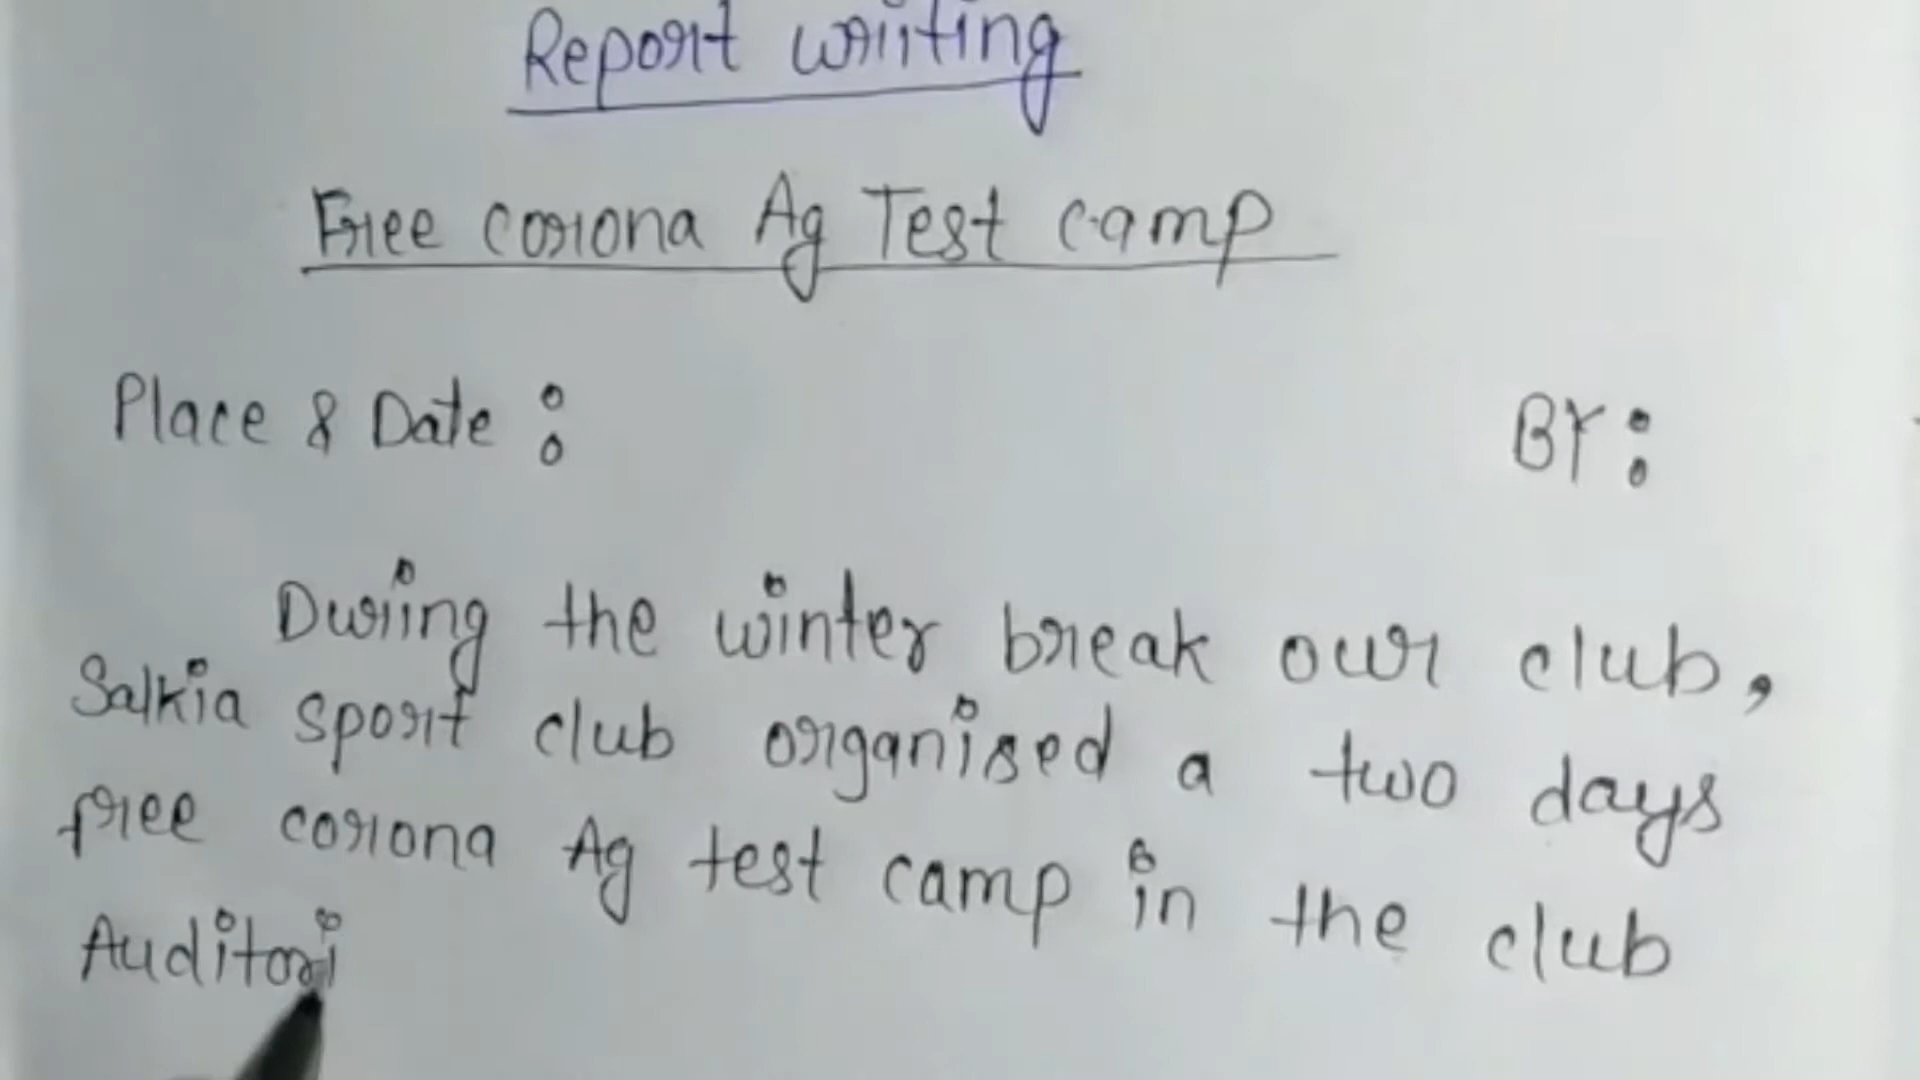 Report writing
Free corona Ag Test camp
Place & Date :
BY :
During the winter break our club,
Salkia sport club organised a two days
free corona Ag test camp in the club
Auditori